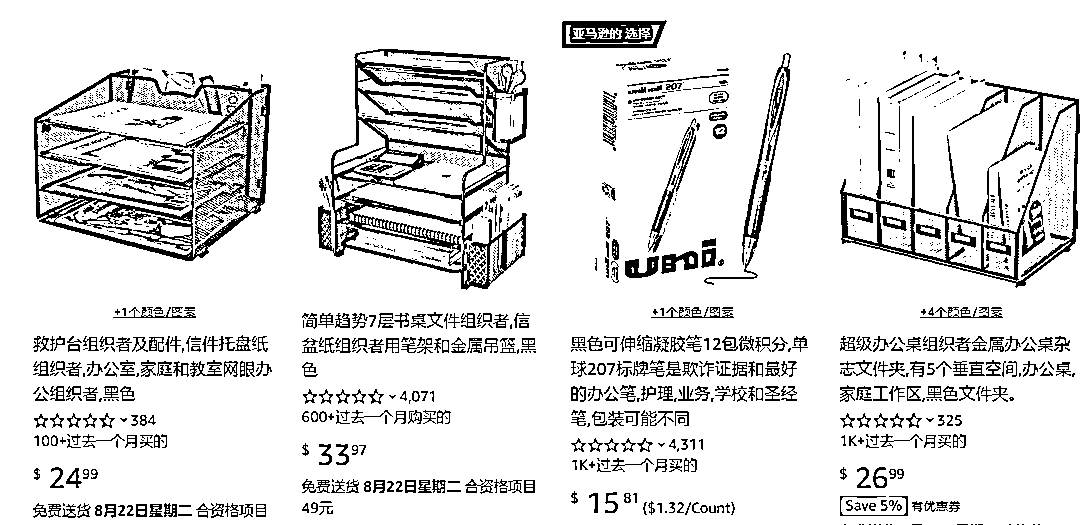 +1个颜色/图案
救护台组织者及配件,信件托盘纸
组织者,办公室,家庭和教室网眼办
公组织者,黑色
384
100+过去一个月买的
$ 24 99
免费送货 8月22日星期二 合资格项目
简单趋势7层书桌文件组织者,信
盆纸组织者用笔架和金属吊篮,黑
色
4,071
600+过去一个月购买的
$ 33 97
免费送货 8月22日星期二 合资格项目
49元
亚马逊的 选择
207
uni.
+1个颜色/图案
黑色可伸缩凝胶笔12包微积分,单
球207标牌笔是欺诈证据和最好
的办公笔,护理,业务,学校和圣经
笔,包装可能不同
4,311
1K+过去一个月买的
$ 15 81 ($1.32/Count)
+4个颜色/图案
超级办公桌组织者金属办公桌杂
志文件夹,有5个垂直空间,办公桌,
家庭工作区,黑色文件夹。
325
1K+过去一个月买的
$ 26 99
Save 5% 有优惠券